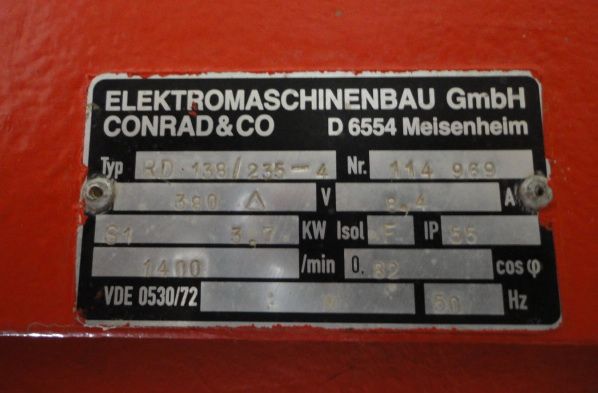 ELEKTROMASCHINENBAU GmbH
CONRAD & CO D 6554 Meisenheim
Typ RD·138/235-4 Nr. 114 969
380 Δ V 8,4 A
S1 3,7 KW Isol F IP 55
1400 /min 0,82 cos φ
VDE 0530/72 50 Hz